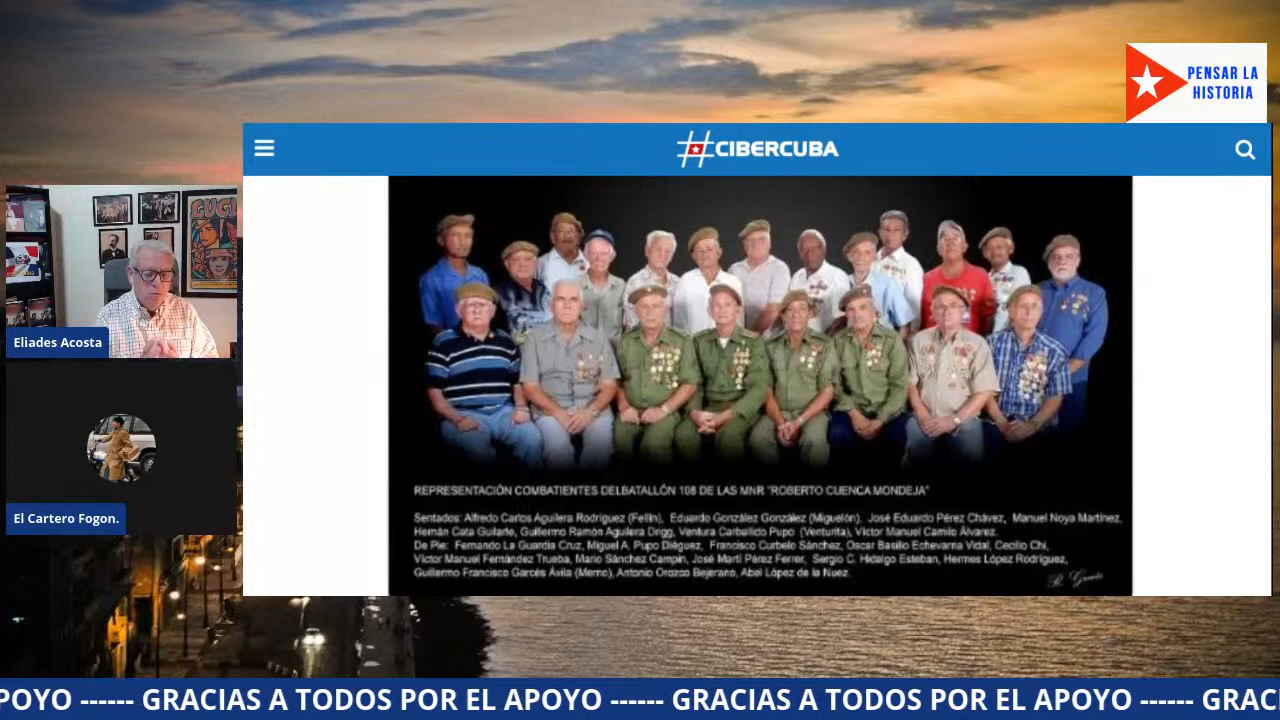 PENSAR LA
HISTORIA
#CIBERCUBA
Eliades Acosta
El Cartero Fogon.
REPRESENTACIÓN COMBATIENTES DELBATALLÓN 108 DE LAS MNR "ROBERTO CUENCA MONDEJA"
Sentados: Alfredo Carlos Aguilera Rodríguez (Fellin), Eduardo González González (Miguelón), José Eduardo Pérez Chávez, Manuel Noya Martínez,
Hernán Cata Guilarte, Guillermo Ramón Aguilera Drigg, Ventura Carballido Pupo (Venturita), Víctor Manuel Camilo Álvarez.
De Pie: Fernando La Guardia Cruz, Miguel A. Pupo Diéguez, Francisco Curbelo Sánchez, Oscar Basilio Echevarria Vidal, Cecilio Chi,
Víctor Manuel Fernández Trueba, Mario Sánchez Campin, José Martí Pérez Ferrer, Sergio C. Hidalgo Esteban, Hermes López Rodríguez,
Guillermo Francisco Garcés Ávila (Memo), Antonio Orozco Bejerano, Abel López de la Nuez.
POYO ------ GRACIAS A TODOS POR EL APOYO ------ GRACIAS A TODOS POR EL APOYO ------ GRAC